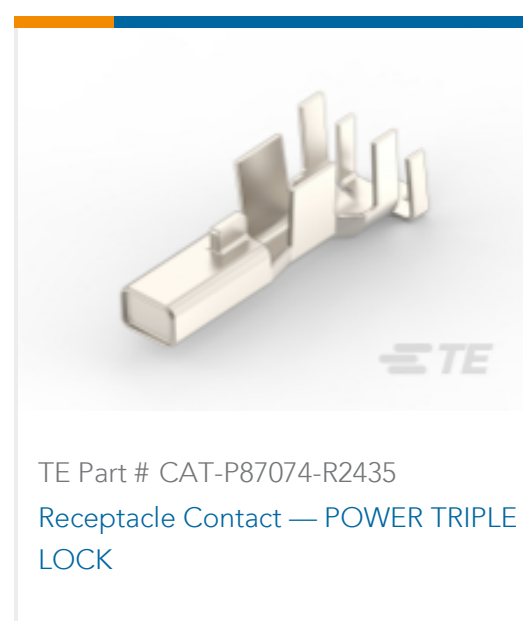 TE
TE Part # CAT-P87074-R2435
Receptacle Contact — POWER TRIPLE
LOCK